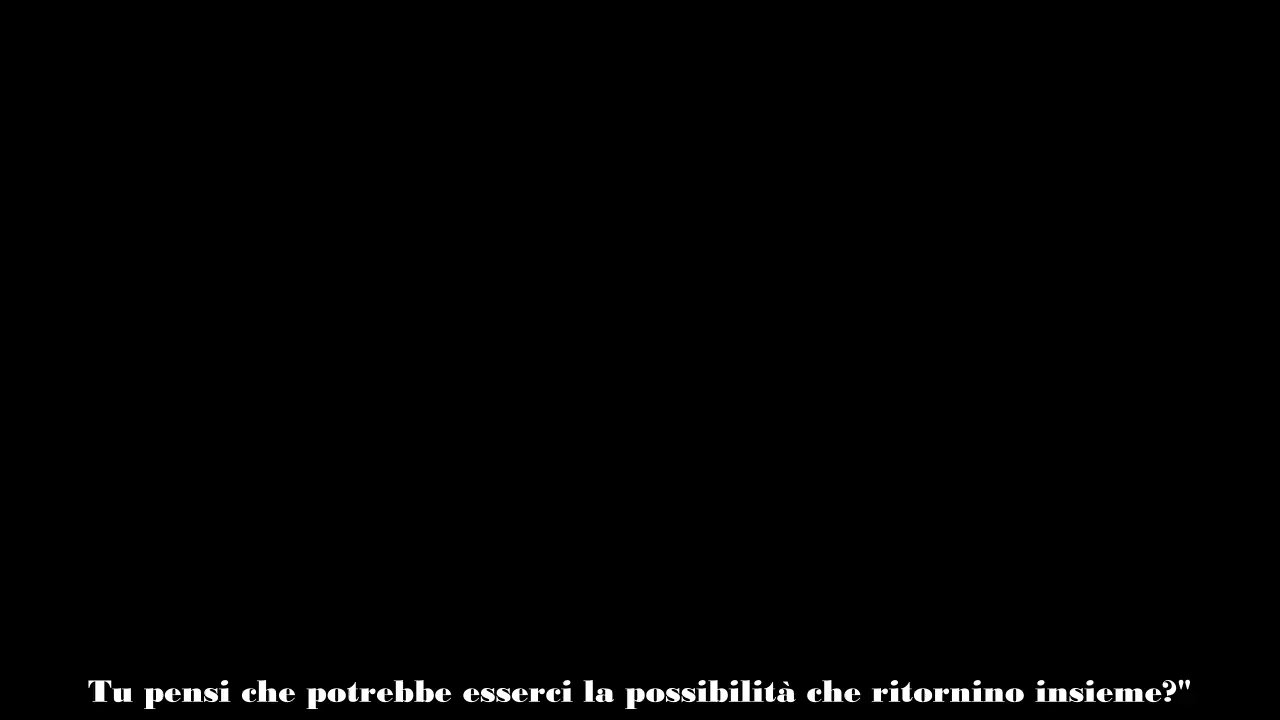 Tu pensi che potrebbe esserci la possibilità che ritornino insieme?"